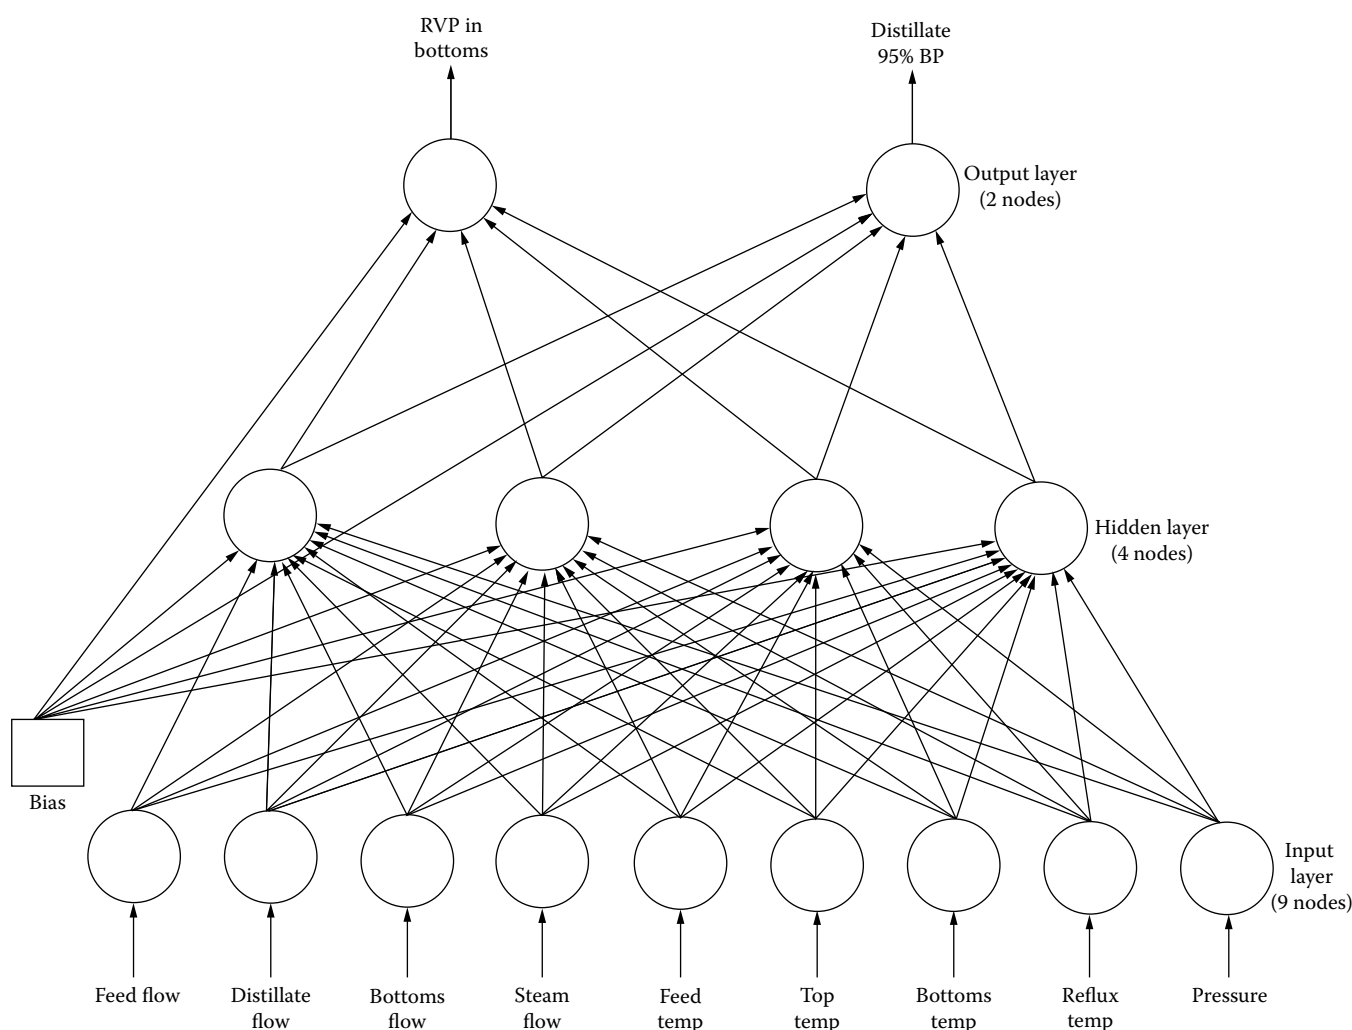 RVP in
bottoms
Distillate
95% BP
Output layer
(2 nodes)
Hidden layer
(4 nodes)
Bias
Input
layer
(9 nodes)
Feed flow
Distillate
flow
Bottoms
flow
Steam
flow
Feed
temp
Top
temp
Bottoms
temp
Reflux
temp
Pressure